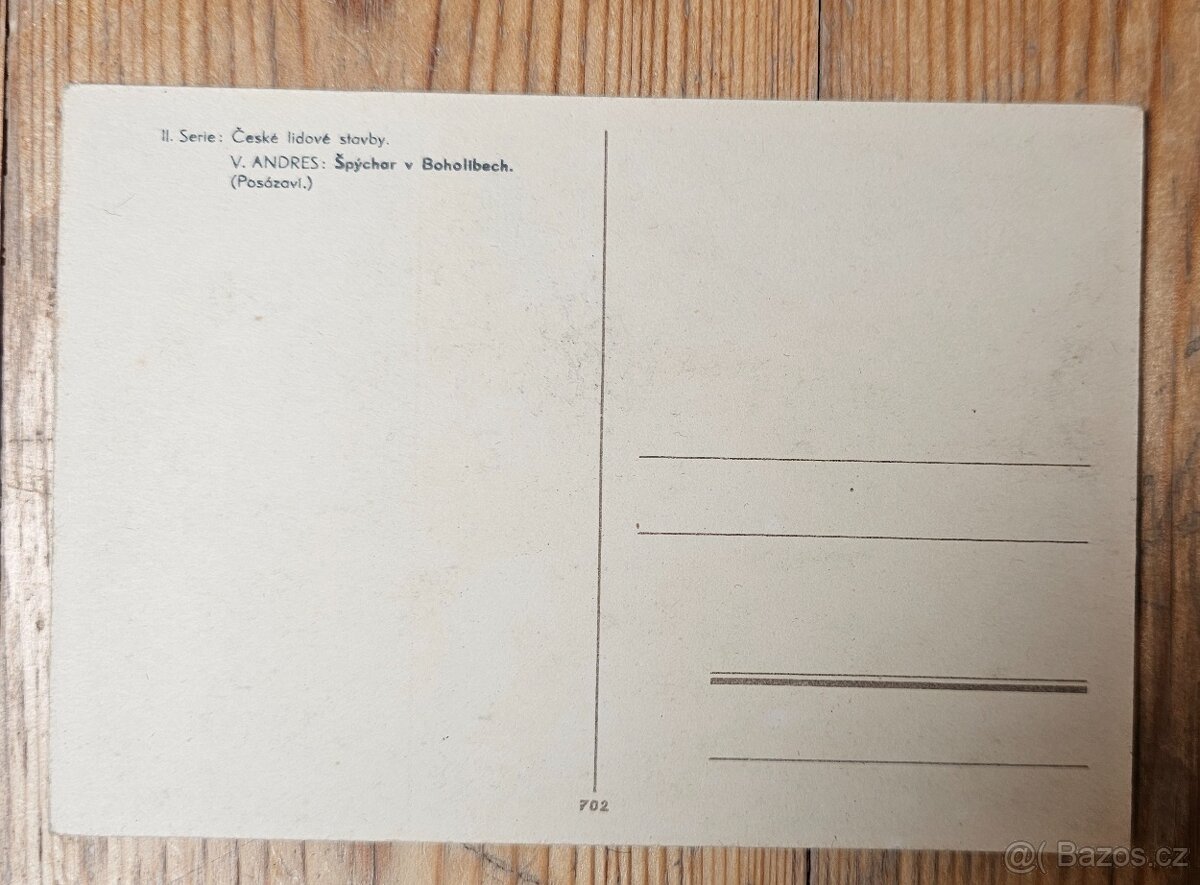 II. Serie: České lidové stavby.
V. ANDRES: Špýchar v Boholibech.
(Posázaví.)
702
@( Bazos.cz